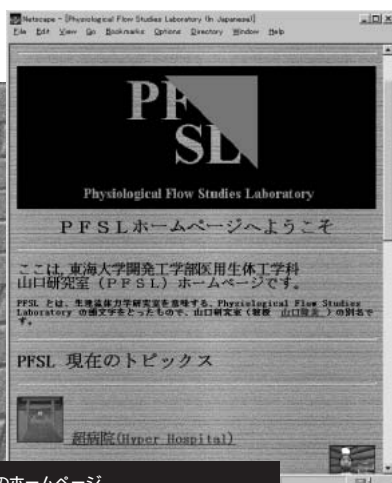 Netscape - [Physiological Flow Studies Laboratory (In Japanese)]
File Edit View Go Bookmarks Options Directory Window Help
PF
SL
Physiological Flow Studies Laboratory
PFSLホームページへようこそ
ここは,東海大学開発工学部医用生体工学科
山口研究室(PFSL)ホームページです。
PFSL とは、生理流体力学研究室を意味する、Physiological Flow Studies
Laboratory の頭文字をとったもので、山口研究室(教授 山口隆美 )の別名で
す。
PFSL 現在のトピックス
超病院(Hyper Hospital)
のホームページ